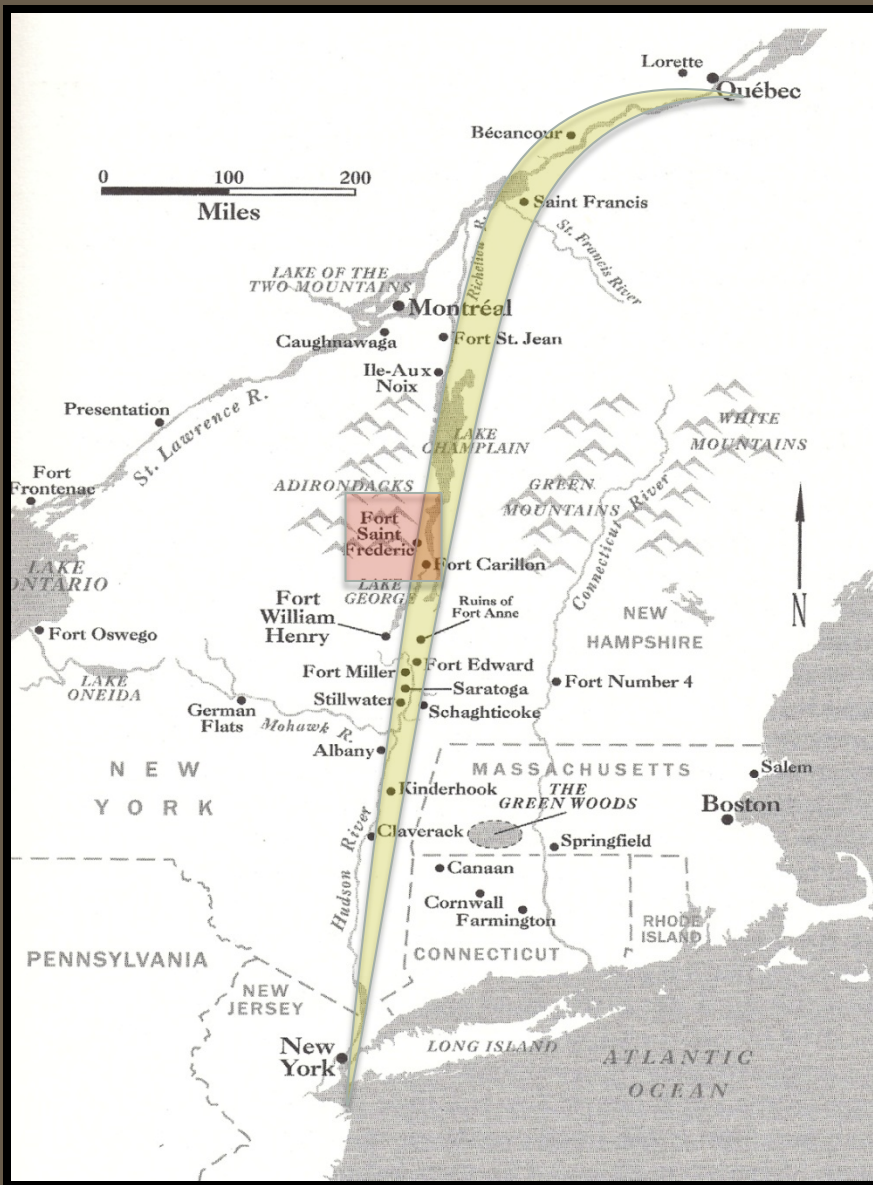 Lorette
Québec
Bécancour
0 100 200
Miles
Saint Francis
St. Francis River
Richelieu R.
LAKE OF THE
TWO MOUNTAINS
Montréal
Caughnawaga
Fort St. Jean
Ile-Aux
Noix
Presentation
St. Lawrence R.
LAKE
CHAMPLAIN
WHITE
MOUNTAINS
Fort
Frontenac
ADIRONDACKS
GREEN
MOUNTAINS
Connecticut River
Fort
Saint
Frederic
Fort Carillon
LAKE
ONTARIO
LAKE
GEORGE
Fort
William
Henry
Ruins of
Fort Anne
N
NEW
HAMPSHIRE
Fort Oswego
LAKE
ONEIDA
Fort Miller
Fort Edward
Saratoga
Fort Number 4
German
Flats
Stillwater
Schaghticoke
Mohawk R.
Albany
NEW
YORK
MASSACHUSETTS
Salem
Kinderhook
THE
GREEN WOODS
Boston
Hudson River
Claverack
Springfield
Canaan
Cornwall
Farmington
RHODE
ISLAND
PENNSYLVANIA
CONNECTICUT
NEW
JERSEY
New
York
LONG ISLAND
ATLANTIC
OCEAN